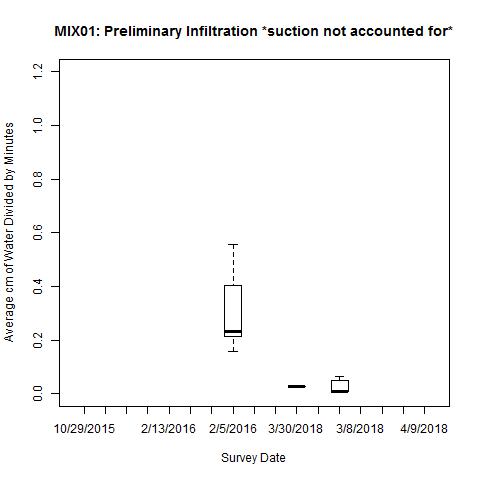 MIX01: Preliminary Infiltration *suction not accounted for*
Average cm of Water Divided by Minutes
1.2
1.0
0.8
0.6
0.4
0.2
0.0
10/29/2015 2/13/2016 2/5/2016 3/30/2018 3/8/2018 4/9/2018
Survey Date